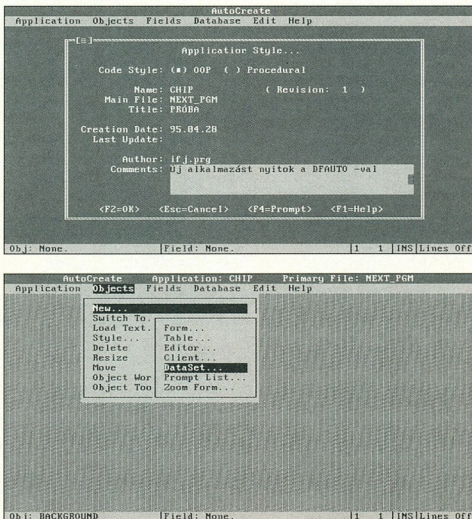 AutoCreate
Application Objects Fields Database Edit Help
Application Style...
Code Style: (■) OOP ( ) Procedural
Name: CHIP ( Revision: 1 )
Main File: NEXT_PGM
Title: PRÓBA
Creation Date: 95.04.28
Last Update:
Author: ifj.prg
Comments: Új alkalmazást nyitok a DFAUTO -val
<F2=OK> <Esc=Cancel> <F4=Prompt> <F1=Help>
Obj: None. Field: None. 1 1 INS Lines Off
AutoCreate Application: CHIP Primary File: NEXT_PGM
Application Objects Fields Database Edit Help
New...
Switch To.
Load Text. Form...
Style... Table...
Delete Editor...
Resize Client...
Move DataSet...
Object Wor Prompt List...
Object Too Zoom Form...
Obj: BACKGROUND Field: None. 1 1 INS Lines Off